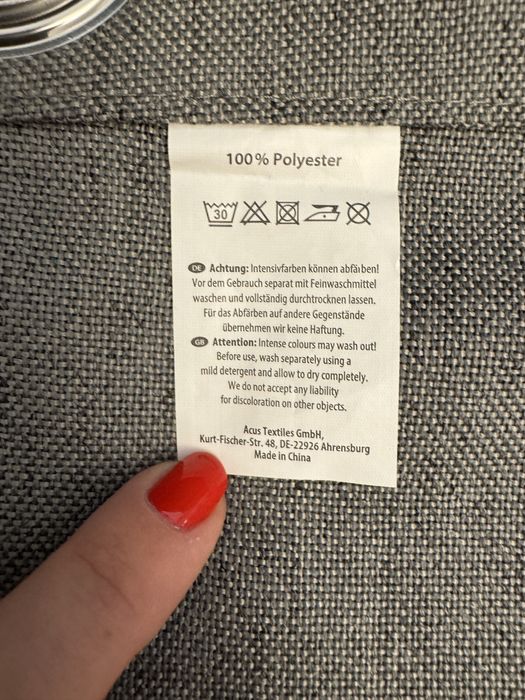 100 % Polyester
30
DE Achtung: Intensivfarben können abfärben!
Vor dem Gebrauch separat mit Feinwaschmittel
waschen und vollständig durchtrocknen lassen.
Für das Abfärben auf andere Gegenstände
übernehmen wir keine Haftung.
GB Attention: Intense colours may wash out!
Before use, wash separately using a
mild detergent and allow to dry completely.
We do not accept any liability
for discoloration on other objects.
Acus Textiles GmbH,
Kurt-Fischer-Str. 48, DE-22926 Ahrensburg
Made in China